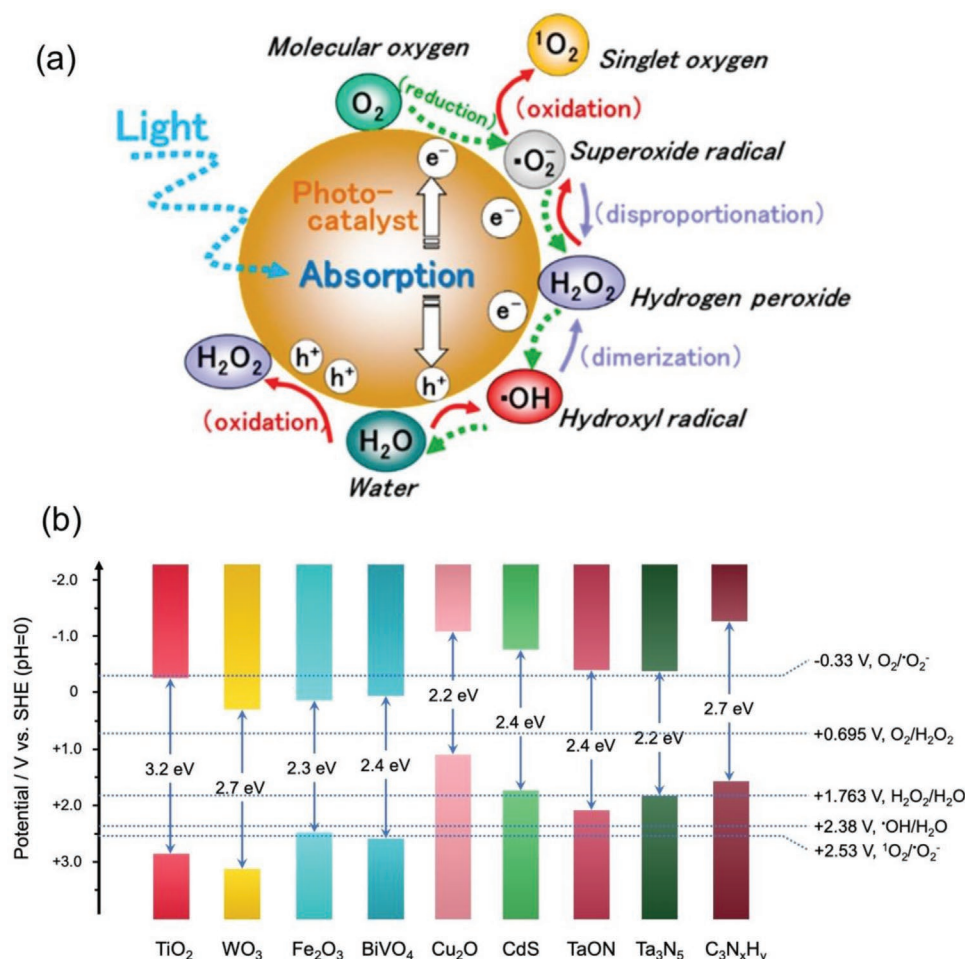 (a)
Molecular oxygen
¹O₂
Singlet oxygen
O₂
(reduction)
(oxidation)
Light
e⁻
·O₂⁻
Superoxide radical
Photo-
catalyst
e⁻
(disproportionation)
Absorption
H₂O₂
Hydrogen peroxide
e⁻
H₂O₂
h⁺
h⁺
h⁺
(dimerization)
·OH
Hydroxyl radical
(oxidation)
H₂O
Water
(b)
Potential / V vs. SHE (pH=0)
-2.0
-1.0
0
+1.0
+2.0
+3.0
3.2 eV
2.7 eV
2.3 eV
2.4 eV
2.2 eV
2.4 eV
2.4 eV
2.2 eV
2.7 eV
-0.33 V, O₂/•O₂⁻
+0.695 V, O₂/H₂O₂
+1.763 V, H₂O₂/H₂O
+2.38 V, •OH/H₂O
+2.53 V, ¹O₂/•O₂⁻
TiO₂ WO₃ Fe₂O₃ BiVO₄ Cu₂O CdS TaON Ta₃N₅ C₃NₓHᵧ